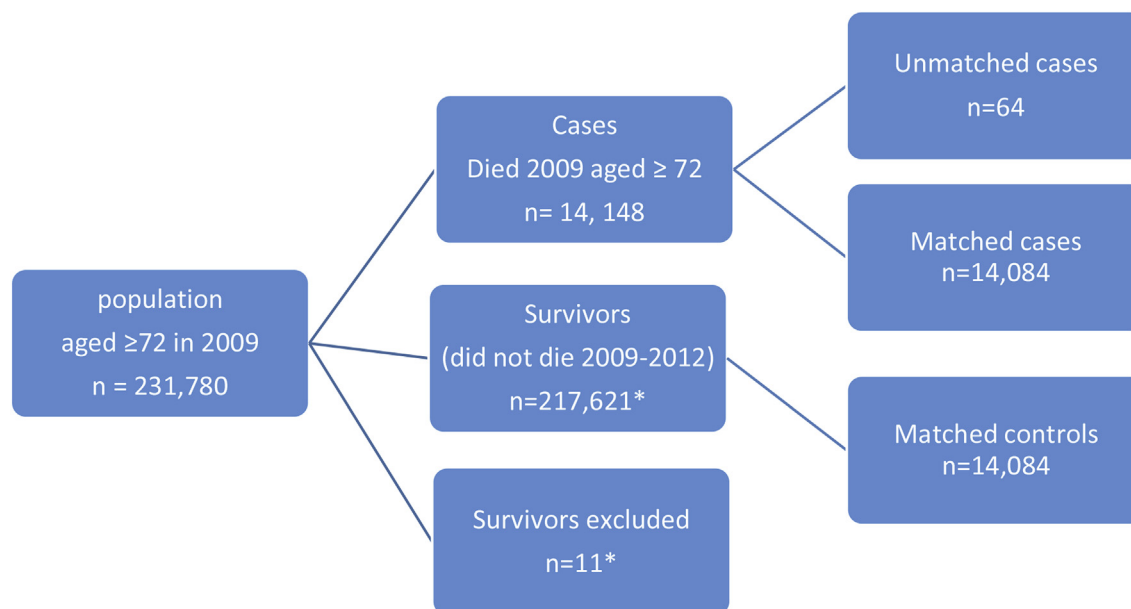 population
aged ≥72 in 2009
n = 231,780
Cases
Died 2009 aged ≥ 72
n= 14, 148
Survivors
(did not die 2009-2012)
n=217,621*
Survivors excluded
n=11*
Unmatched cases
n=64
Matched cases
n=14,084
Matched controls
n=14,084